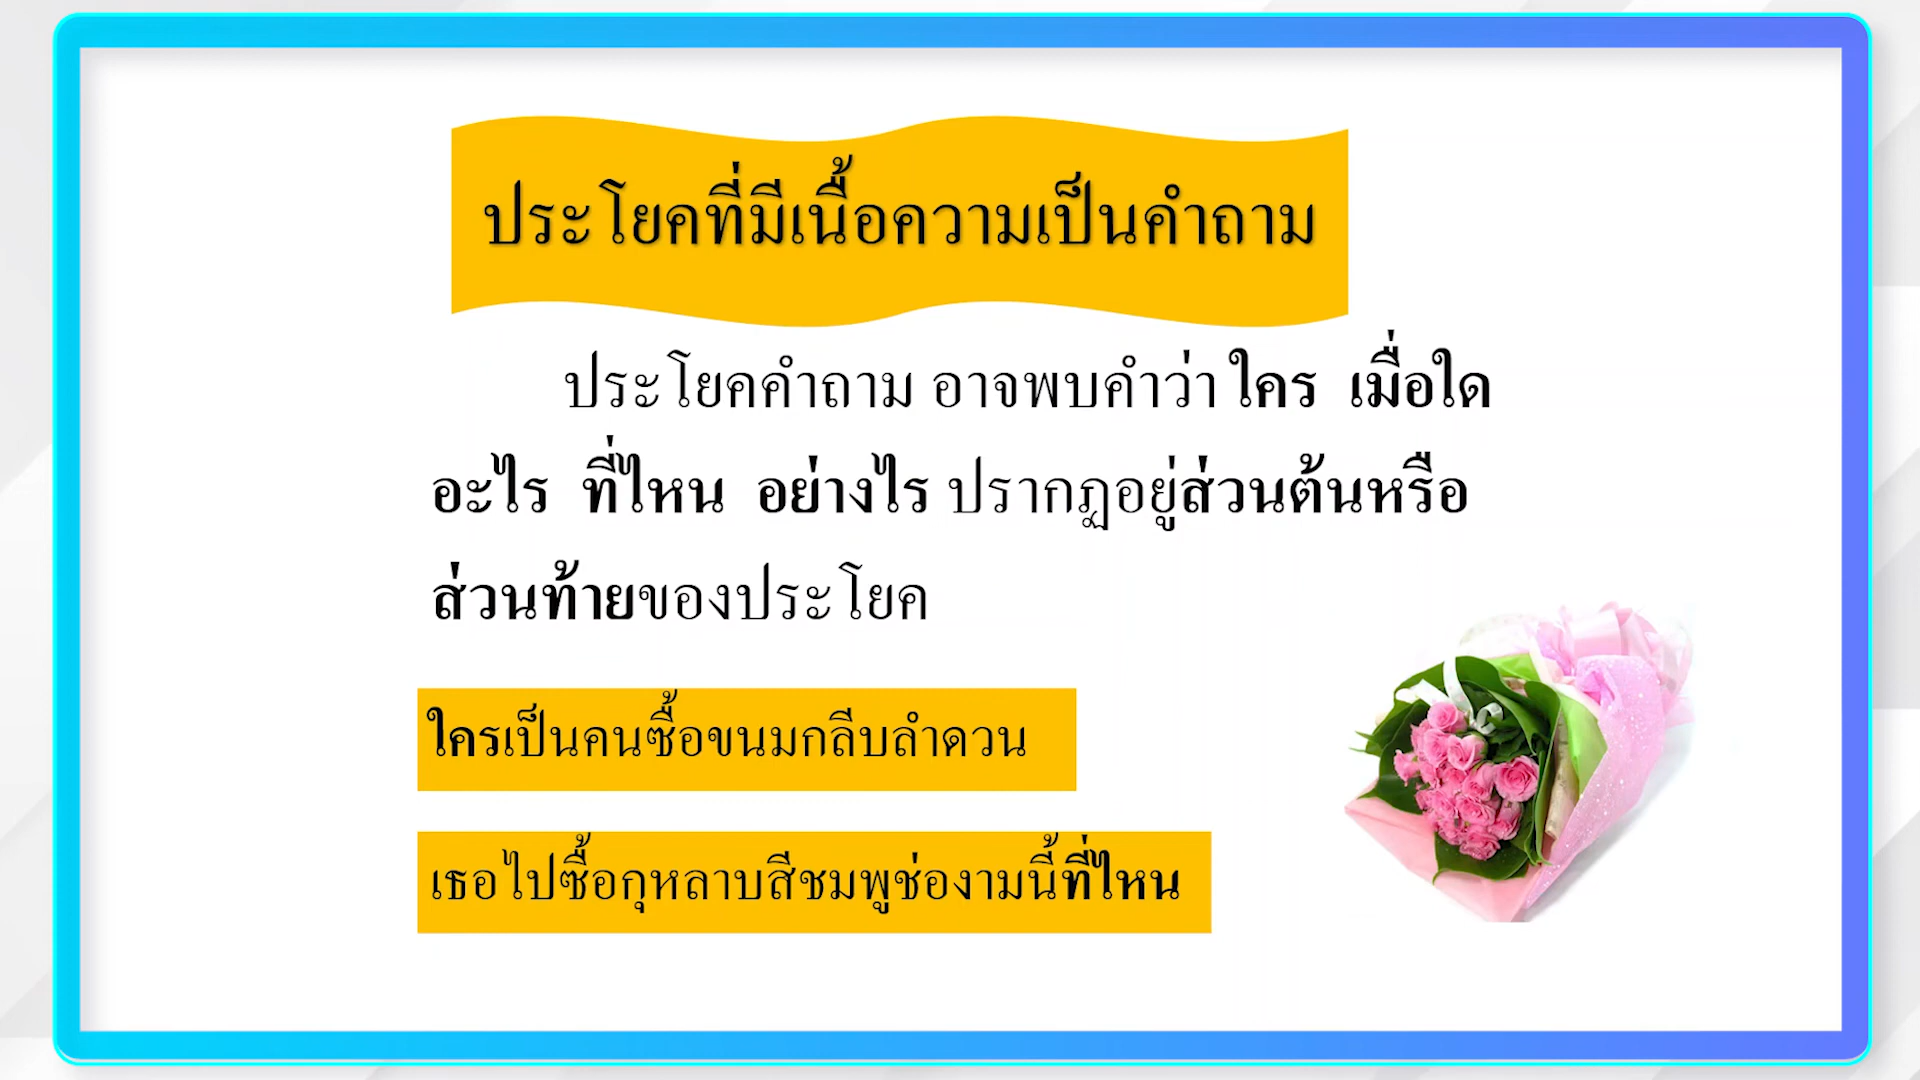 ประโยคที่มีเนื้อความเป็นคำถาม
ประโยคคำถาม อาจพบคำว่า ใคร เมื่อใด
อะไร ที่ไหน อย่างไร ปรากฏอยู่ส่วนต้นหรือ
ส่วนท้ายของประโยค
ใครเป็นคนซื้อขนมกลีบลำดวน
เธอไปซื้อกุหลาบสีชมพูช่องามนี้ที่ไหน